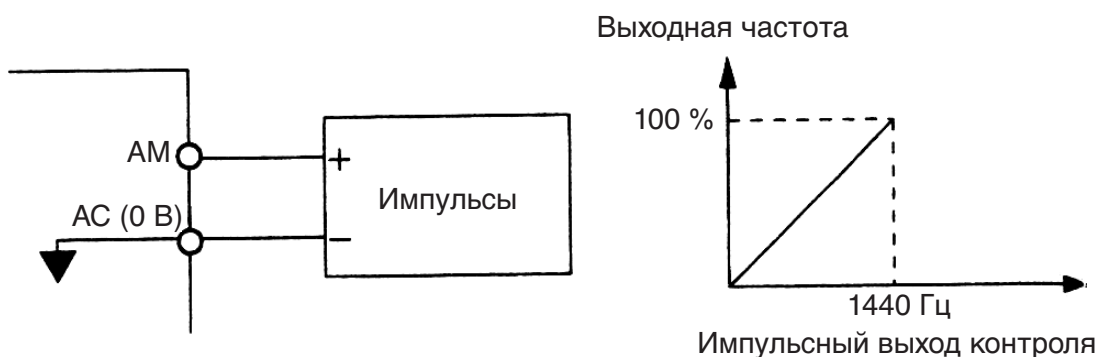 Выходная частота
100 %
AM
+
Импульсы
AC (0 В)
−
1440 Гц
Импульсный выход контроля